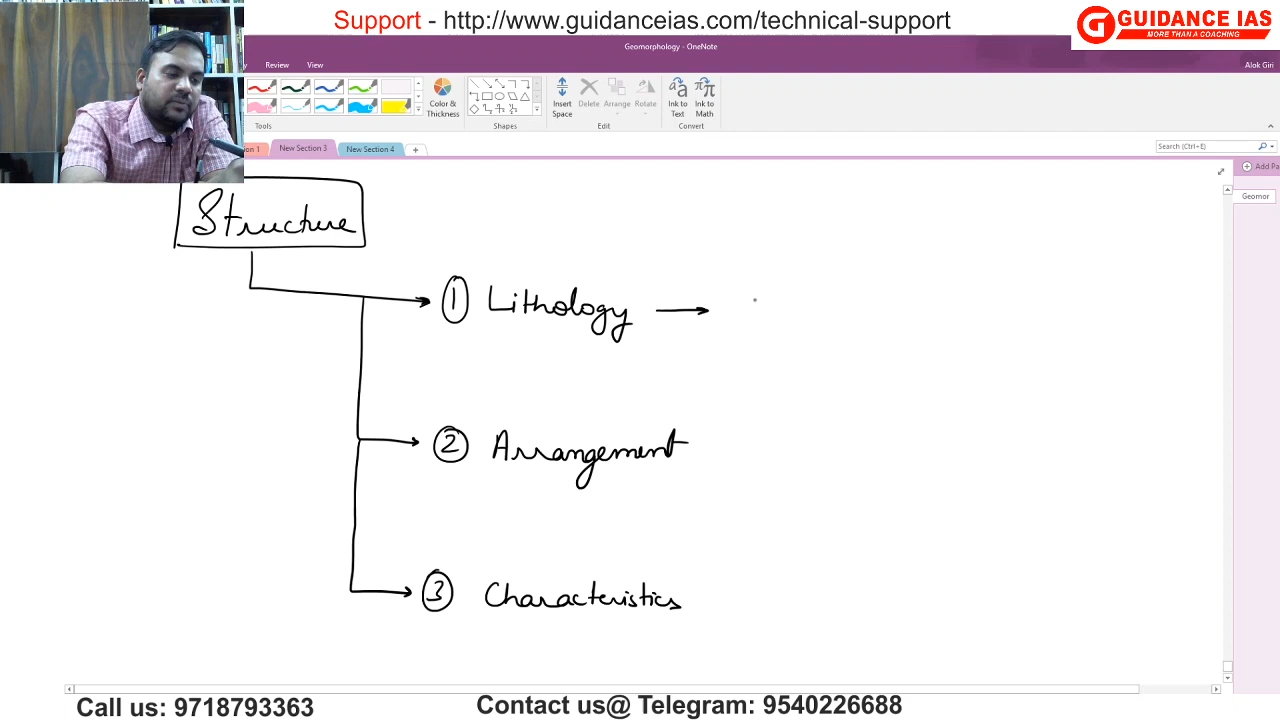 Support - http://www.guidanceias.com/technical-support
GUIDANCE IAS
MORE THAN A COACHING
Geomorphology - OneNote
Alok Giri
Review View
Color & Thickness
Insert Space
Delete
Arrange
Rotate
Ink to Text
Ink to Math
Tools
Shapes
Edit
Convert
New Section 3
New Section 4
Search (Ctrl+E)
Add Pa
Geomor
Structure
1 Lithology
2 Arrangement
3 Characteristics
Call us: 9718793363
Contact us@ Telegram: 9540226688